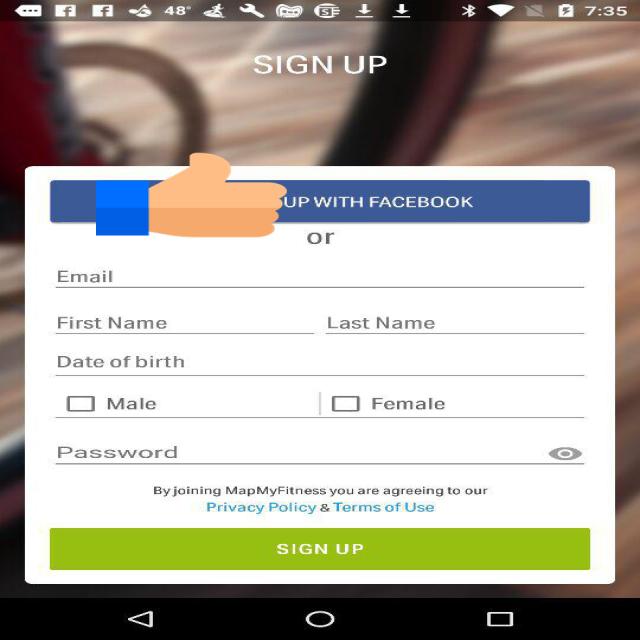 48° 7:35
SIGN UP
UP WITH FACEBOOK
or
Email
First Name Last Name
Date of birth
Male Female
Password
By joining MapMyFitness you are agreeing to our
Privacy Policy & Terms of Use
SIGN UP